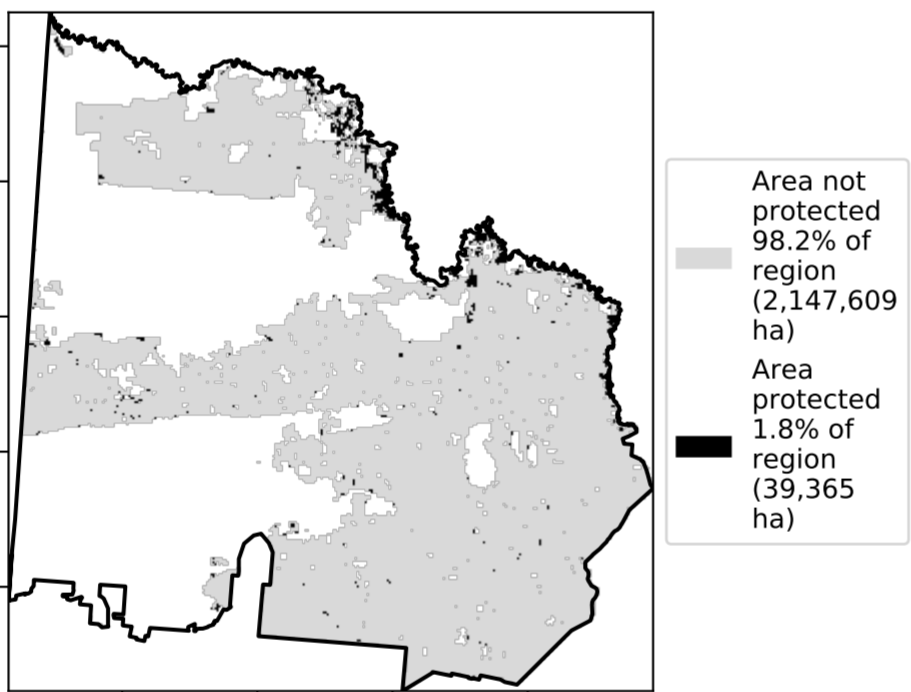 Area not
protected
98.2% of
region
(2,147,609
ha)
Area
protected
1.8% of
region
(39,365
ha)